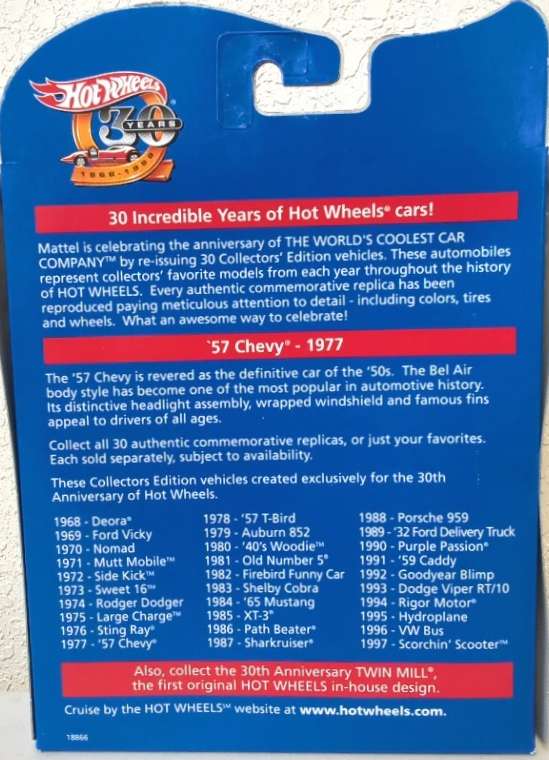 Hot Wheels®
30
YEARS
1968-1998
30 Incredible Years of Hot Wheels® cars!
Mattel is celebrating the anniversary of THE WORLD'S COOLEST CAR
COMPANY™ by re-issuing 30 Collectors' Edition vehicles. These automobiles
represent collectors' favorite models from each year throughout the history
of HOT WHEELS. Every authentic commemorative replica has been
reproduced paying meticulous attention to detail - including colors, tires
and wheels. What an awesome way to celebrate!
`57 Chevy® - 1977
The '57 Chevy is revered as the definitive car of the '50s. The Bel Air
body style has become one of the most popular in automotive history.
Its distinctive headlight assembly, wrapped windshield and famous fins
appeal to drivers of all ages.
Collect all 30 authentic commemorative replicas, or just your favorites.
Each sold separately, subject to availability.
These Collectors Edition vehicles created exclusively for the 30th
Anniversary of Hot Wheels.
1968 - Deora®
1969 - Ford Vicky
1970 - Nomad
1971 - Mutt Mobile™
1972 - Side Kick™
1973 - Sweet 16™
1974 - Rodger Dodger
1975 - Large Charge™
1976 - Sting Ray®
1977 - '57 Chevy®
1978 - '57 T-Bird
1979 - Auburn 852
1980 - '40's Woodie™
1981 - Old Number 5®
1982 - Firebird Funny Car
1983 - Shelby Cobra
1984 - '65 Mustang
1985 - XT-3®
1986 - Path Beater®
1987 - Sharkruiser®
1988 - Porsche 959
1989 - '32 Ford Delivery Truck
1990 - Purple Passion®
1991 - '59 Caddy
1992 - Goodyear Blimp
1993 - Dodge Viper RT/10
1994 - Rigor Motor®
1995 - Hydroplane
1996 - VW Bus
1997 - Scorchin' Scooter™
Also, collect the 30th Anniversary TWIN MILL®,
the first original HOT WHEELS in-house design.
Cruise by the HOT WHEELS℠ website at www.hotwheels.com.
18866